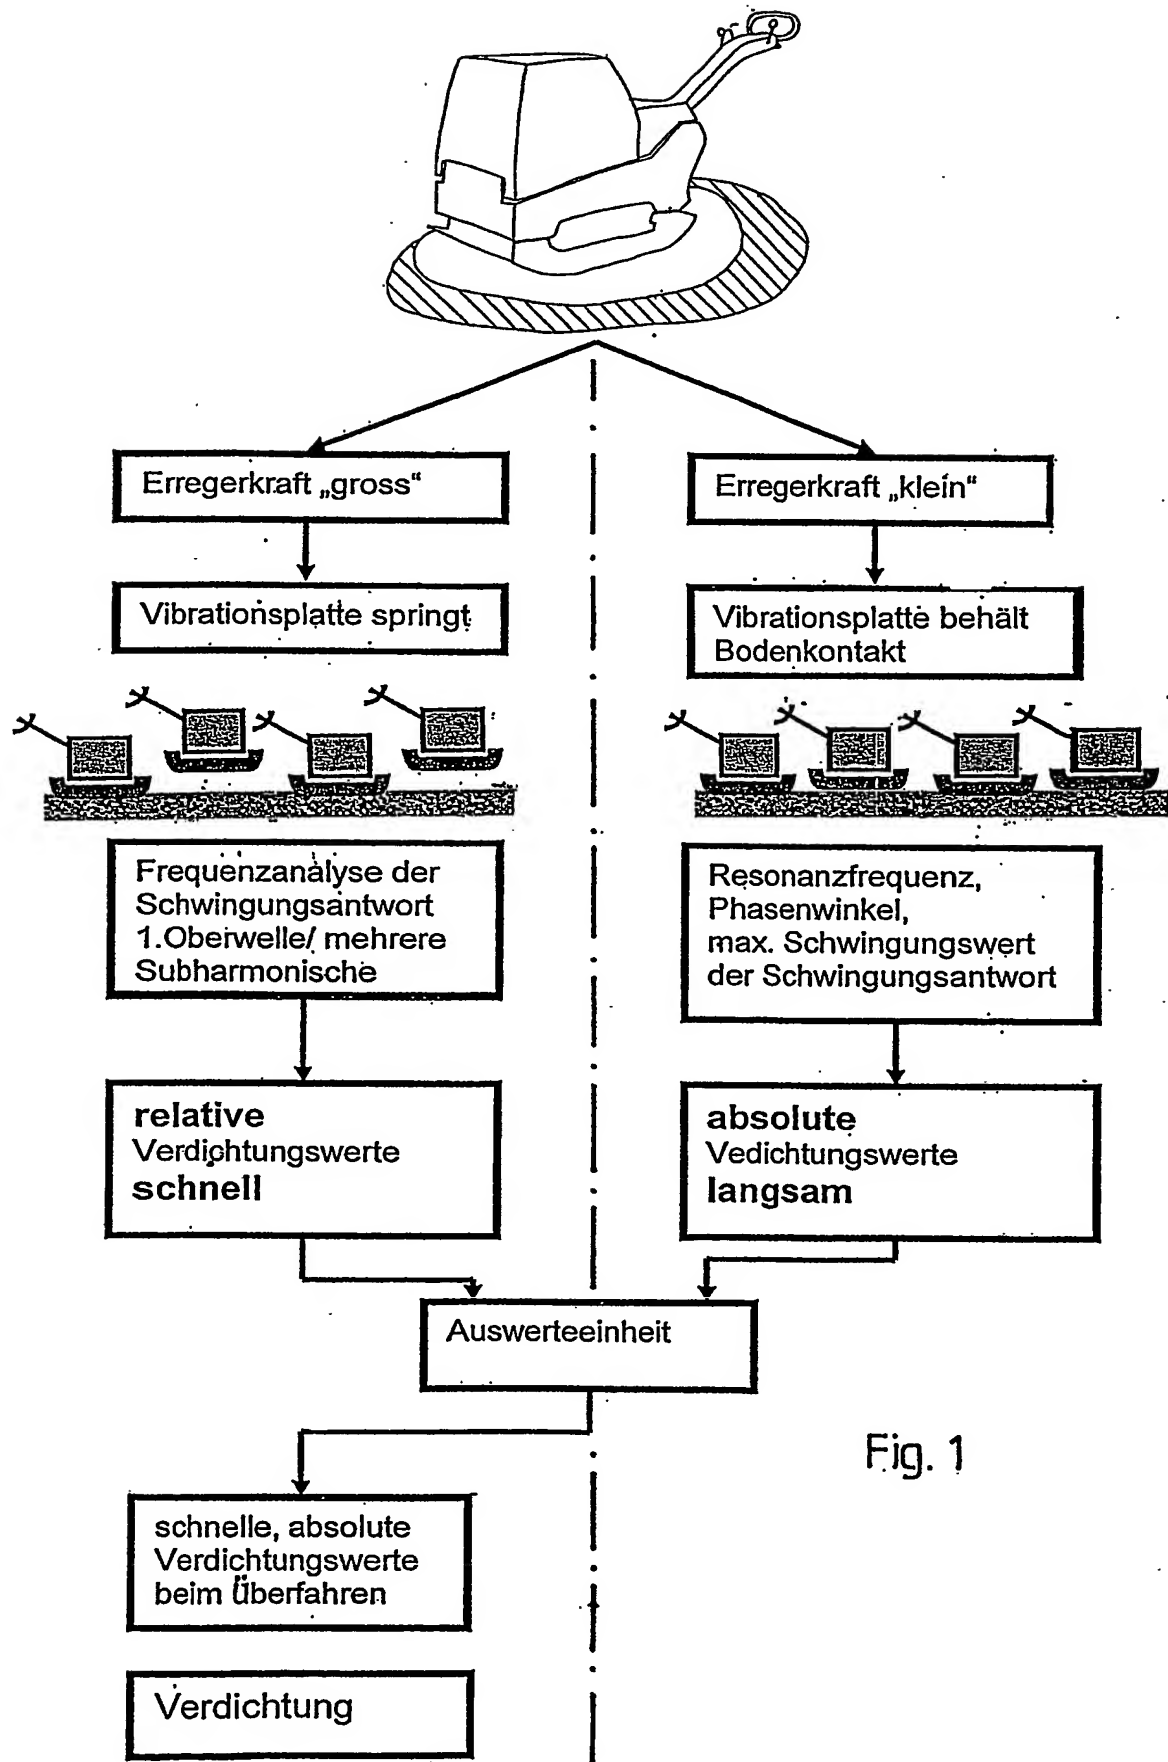 Erregerkraft „gross“
Vibrationsplatte springt
Frequenzanalyse der
Schwingungsantwort
1.Oberwelle/ mehrere
Subharmonische
relative
Verdichtungswerte
schnell
Erregerkraft „klein“
Vibrationsplatte behält
Bodenkontakt
Resonanzfrequenz,
Phasenwinkel,
max. Schwingungswert
der Schwingungsantwort
absolute
Vedichtungswerte
langsam
Auswerteeinheit
schnelle, absolute
Verdichtungswerte
beim Überfahren
Verdichtung
Fig. 1